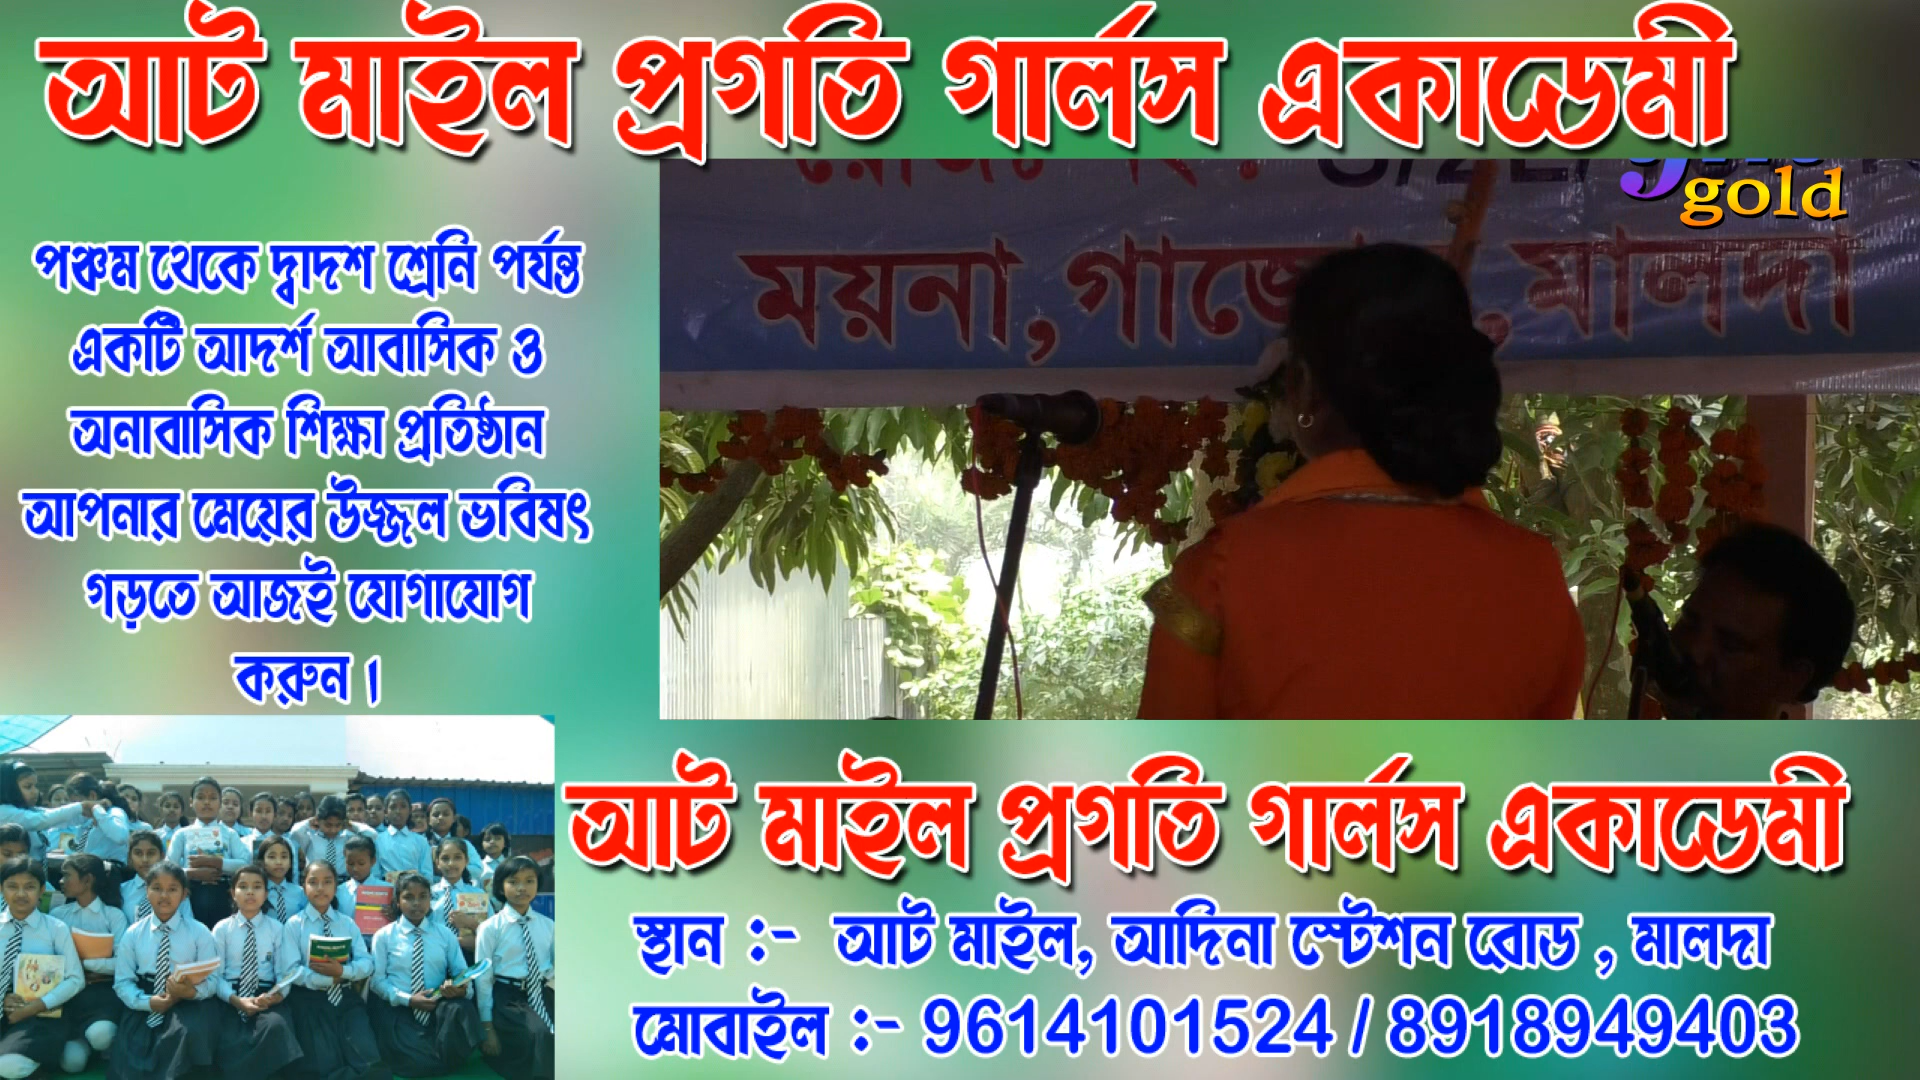 আট মাইল প্রগতি গার্লস একাডেমী
gold
ময়না, গাজোল, মালদা
পঞ্চম থেকে দ্বাদশ শ্রেনি পর্যন্ত
একটি আদর্শ আবাসিক ও
অনাবাসিক শিক্ষা প্রতিষ্ঠান
আপনার মেয়ের উজ্জল ভবিষৎ
গড়তে আজই যোগাযোগ
করুন ।
আট মাইল প্রগতি গার্লস একাডেমী
স্থান :- আট মাইল, আদিনা স্টেশন রোড , মালদা
মোবাইল :- 9614101524 / 8918949403